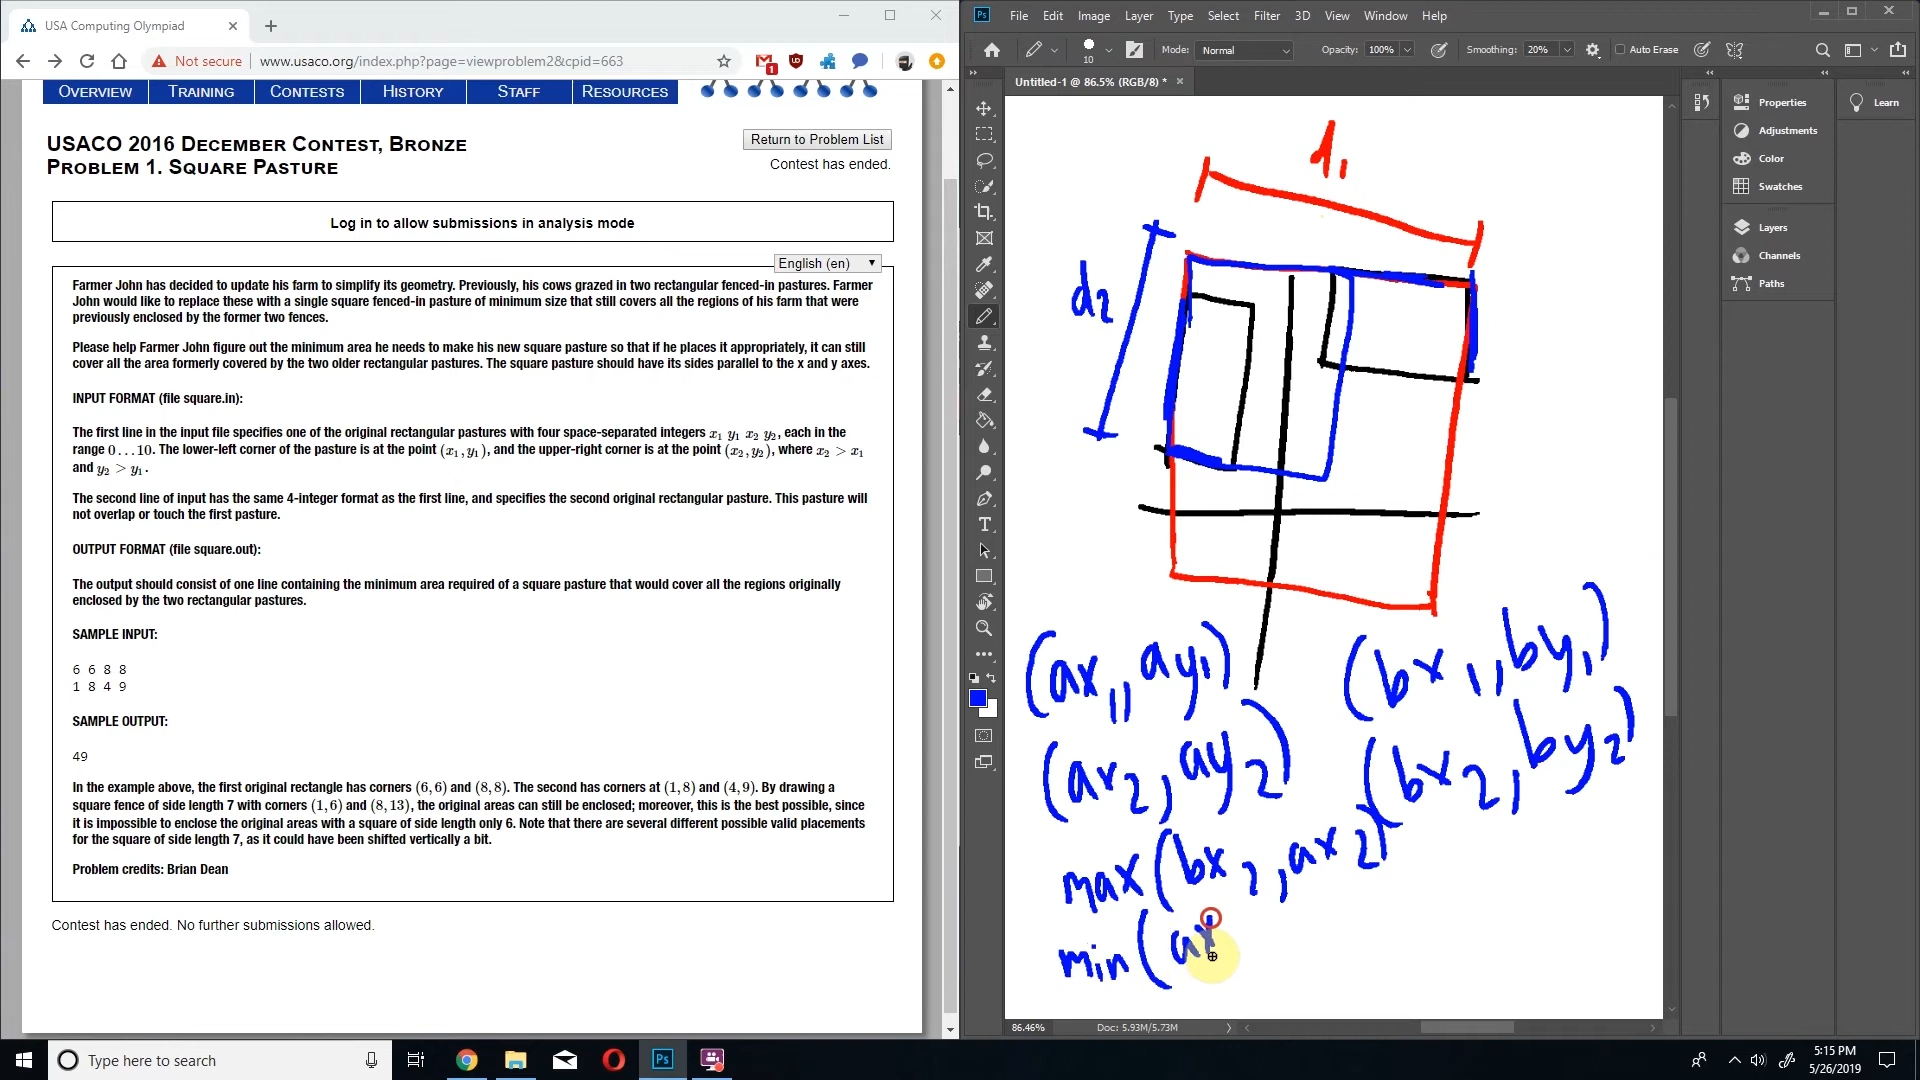 USA Computing Olympiad
Not secure www.usaco.org/index.php?page=viewproblem2&cpid=663
OVERVIEW TRAINING CONTESTS HISTORY STAFF RESOURCES
USACO 2016 DECEMBER CONTEST, BRONZE
PROBLEM 1. SQUARE PASTURE
Return to Problem List
Contest has ended.
Log in to allow submissions in analysis mode
English (en)
Farmer John has decided to update his farm to simplify its geometry. Previously, his cows grazed in two rectangular fenced-in pastures. Farmer
John would like to replace these with a single square fenced-in pasture of minimum size that still covers all the regions of his farm that were
previously enclosed by the former two fences.
Please help Farmer John figure out the minimum area he needs to make his new square pasture so that if he places it appropriately, it can still
cover all the area formerly covered by the two older rectangular pastures. The square pasture should have its sides parallel to the x and y axes.
INPUT FORMAT (file square.in):
The first line in the input file specifies one of the original rectangular pastures with four space-separated integers x₁ y₁ x₂ y₂, each in the
range 0…10. The lower-left corner of the pasture is at the point (x₁, y₁), and the upper-right corner is at the point (x₂, y₂), where x₂ > x₁
and y₂ > y₁.
The second line of input has the same 4-integer format as the first line, and specifies the second original rectangular pasture. This pasture will
not overlap or touch the first pasture.
OUTPUT FORMAT (file square.out):
The output should consist of one line containing the minimum area required of a square pasture that would cover all the regions originally
enclosed by the two rectangular pastures.
SAMPLE INPUT:
6 6 8 8
1 8 4 9
SAMPLE OUTPUT:
49
In the example above, the first original rectangle has corners (6,6) and (8,8). The second has corners at (1,8) and (4,9). By drawing a
square fence of side length 7 with corners (1,6) and (8,13), the original areas can still be enclosed; moreover, this is the best possible, since
it is impossible to enclose the original areas with a square of side length only 6. Note that there are several different possible valid placements
for the square of side length 7, as it could have been shifted vertically a bit.
Problem credits: Brian Dean
Contest has ended. No further submissions allowed.
Ps File Edit Image Layer Type Select Filter 3D View Window Help
10 Mode: Normal Opacity: 100% Smoothing: 20% Auto Erase
Untitled-1 @ 86.5% (RGB/8) *
Properties
Adjustments
Color
Swatches
Layers
Channels
Paths
Learn
d₁
d₂
(ax₁, ay₁) (bx₁, by₁)
(ax₂, ay₂) (bx₂, by₂)
max(bx₂, ax₂)
min(ax
86.46% Doc: 5.93M/5.73M
Type here to search
Ps
5:15 PM
5/26/2019